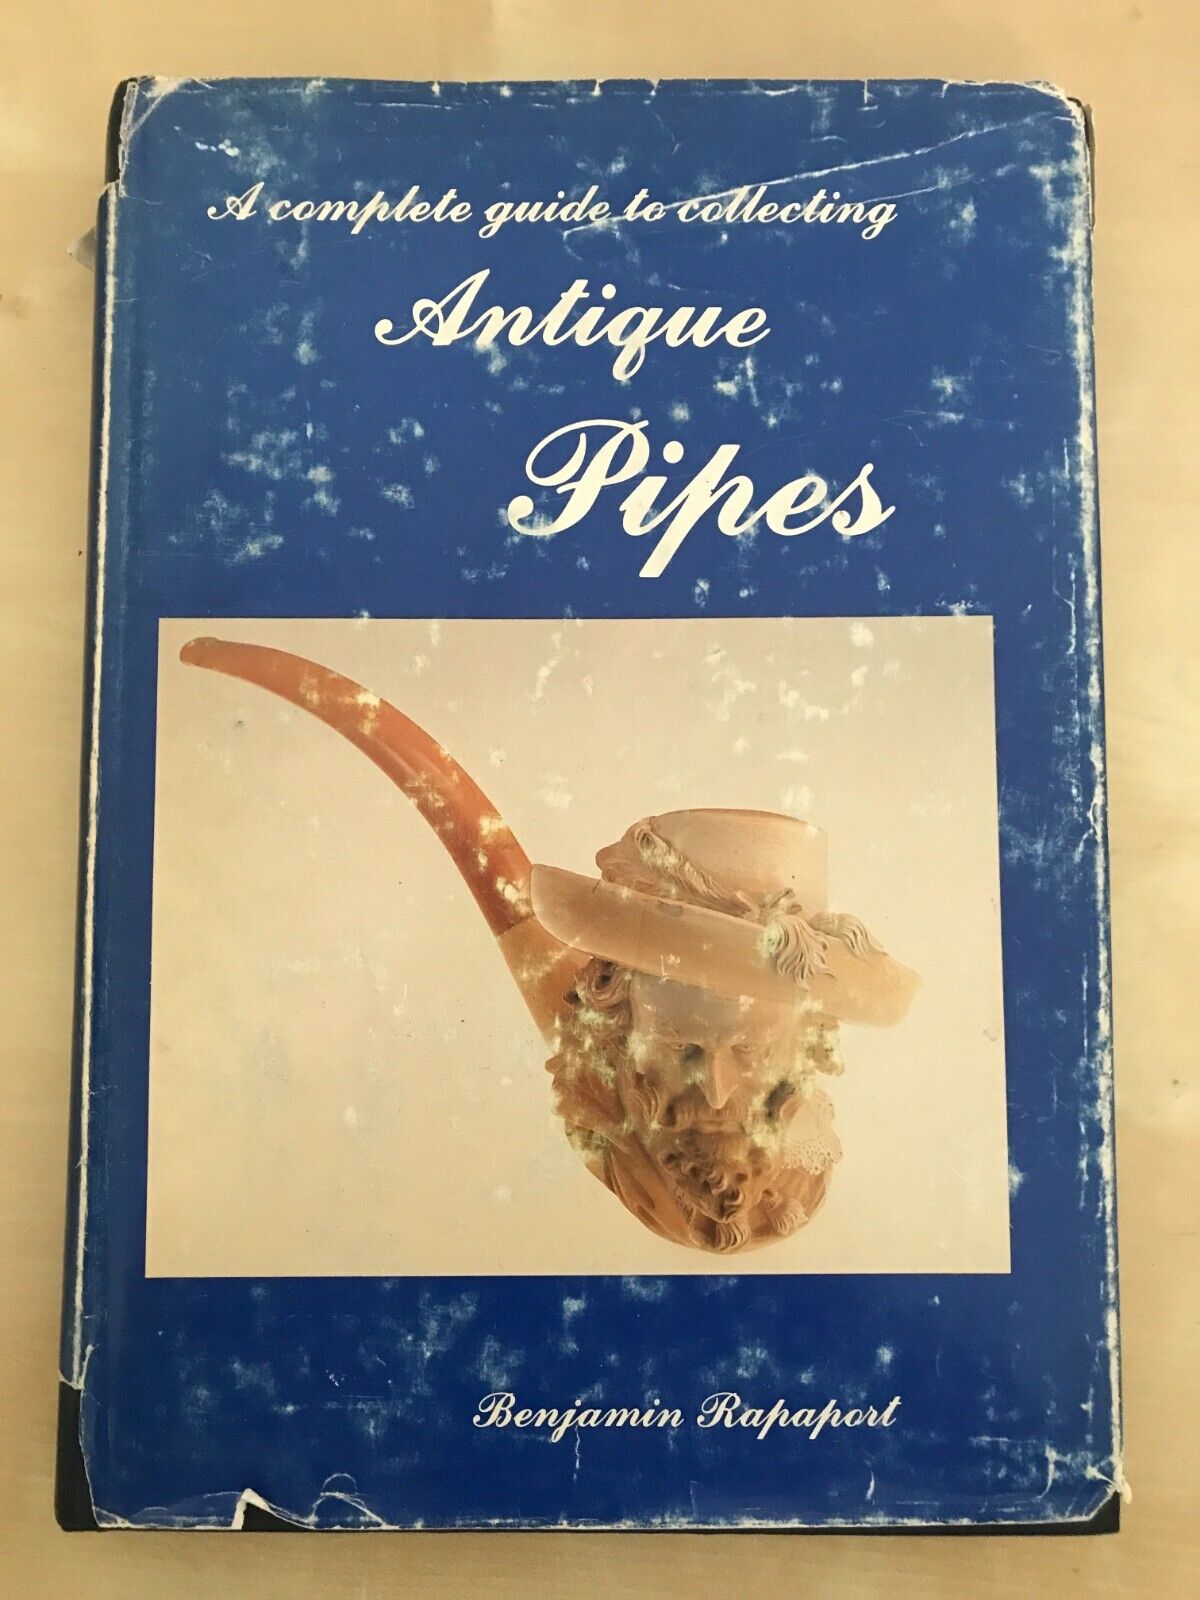 A complete guide to collecting
Antique
Pipes
Benjamin Rapaport